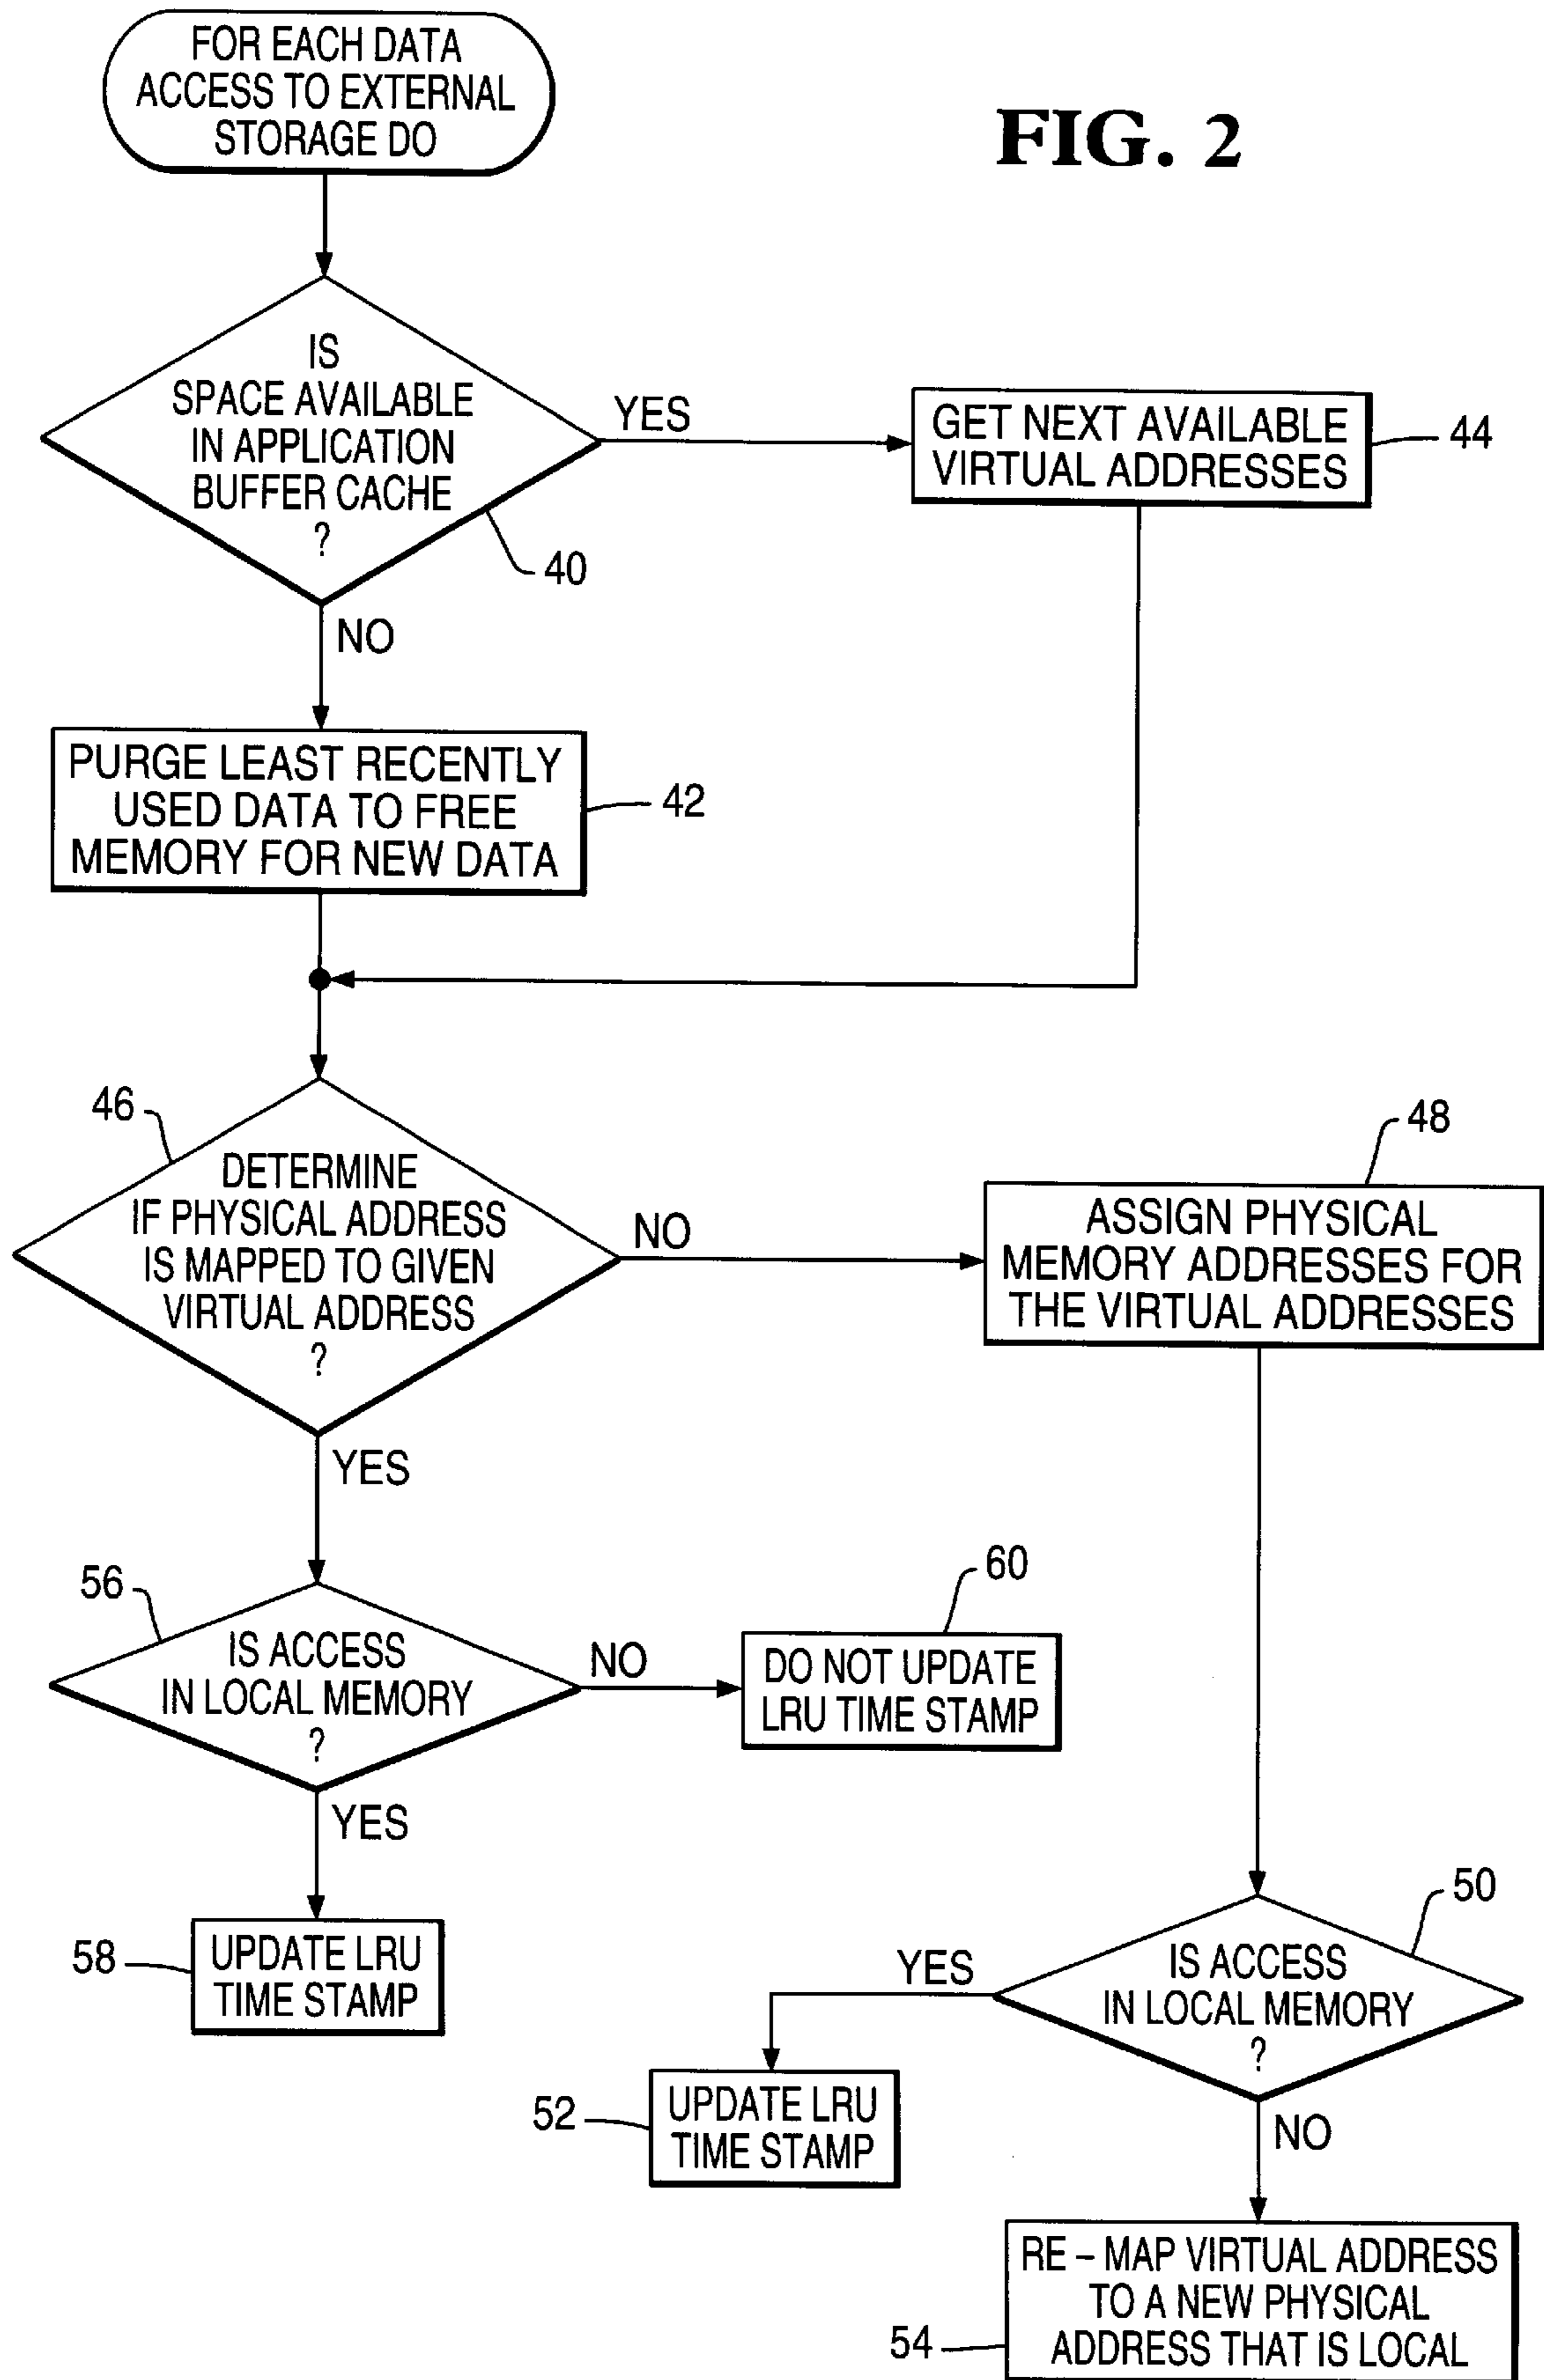 FOR EACH DATA
ACCESS TO EXTERNAL
STORAGE DO
FIG. 2
IS
SPACE AVAILABLE
IN APPLICATION
BUFFER CACHE
?
YES
GET NEXT AVAILABLE
VIRTUAL ADDRESSES
44
40
NO
PURGE LEAST RECENTLY
USED DATA TO FREE
MEMORY FOR NEW DATA
42
46
DETERMINE
IF PHYSICAL ADDRESS
IS MAPPED TO GIVEN
VIRTUAL ADDRESS
?
NO
48
ASSIGN PHYSICAL
MEMORY ADDRESSES FOR
THE VIRTUAL ADDRESSES
YES
56
IS ACCESS
IN LOCAL MEMORY
?
NO
60
DO NOT UPDATE
LRU TIME STAMP
YES
58
UPDATE LRU
TIME STAMP
50
IS ACCESS
IN LOCAL MEMORY
?
YES
52
UPDATE LRU
TIME STAMP
NO
RE – MAP VIRTUAL ADDRESS
TO A NEW PHYSICAL
ADDRESS THAT IS LOCAL
54